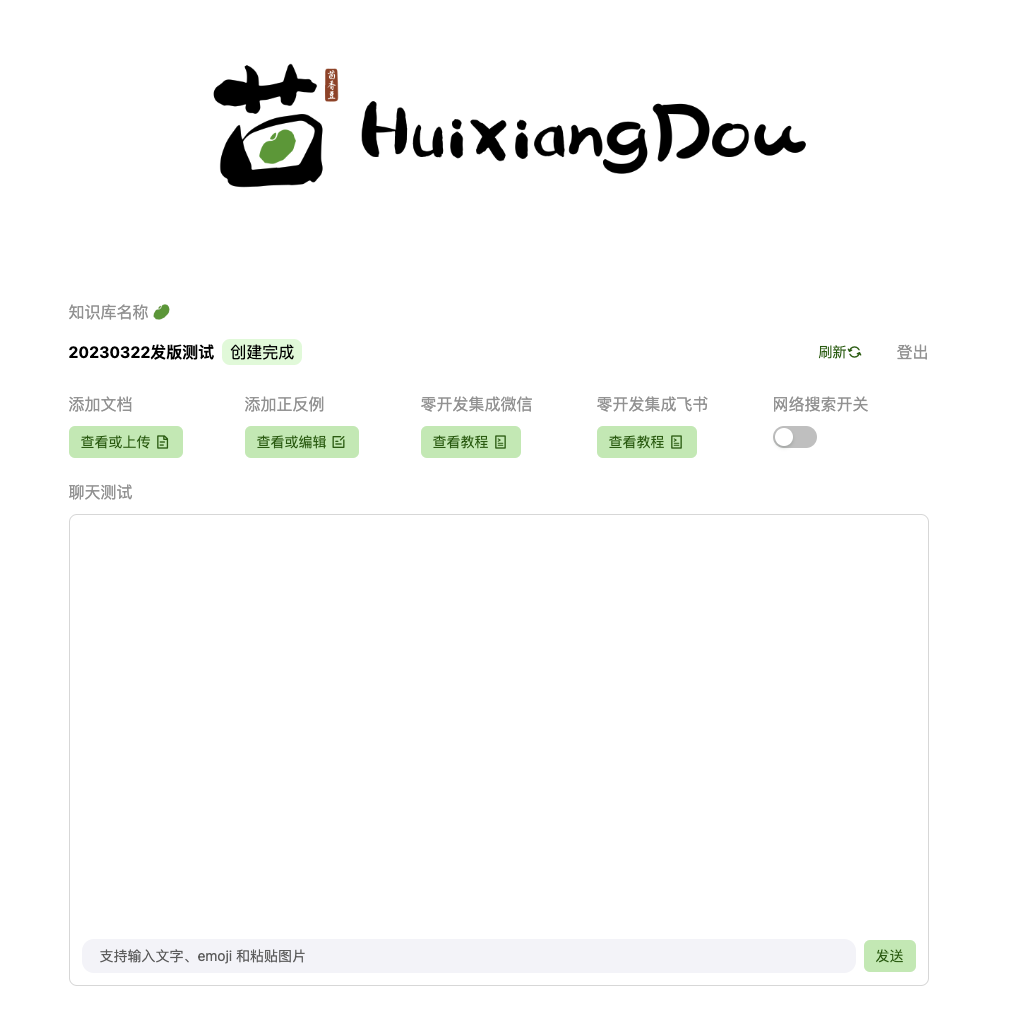 茴
茴香豆
HuixiangDou
知识库名称
20230322发版测试 创建完成 刷新 登出
添加文档 添加正反例 零开发集成微信 零开发集成飞书 网络搜索开关
查看或上传 查看或编辑 查看教程 查看教程
聊天测试
支持输入文字、emoji 和粘贴图片 发送